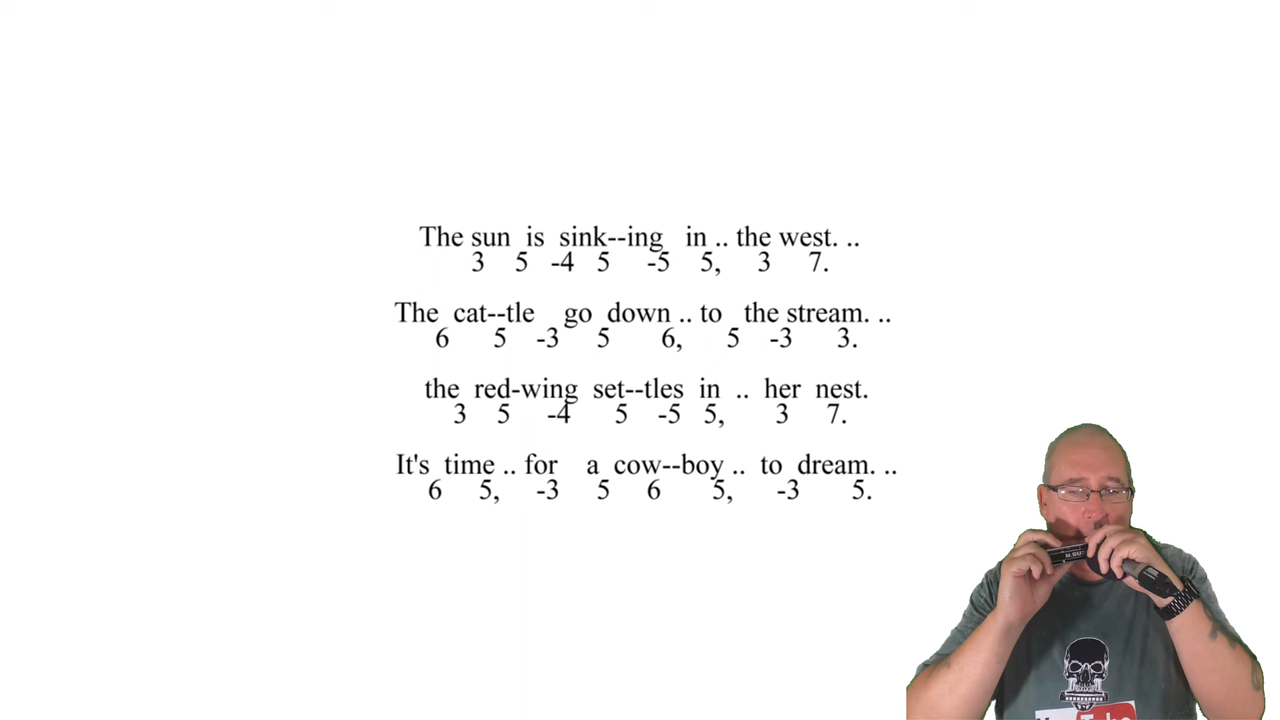 The sun is sink--ing in .. the west. ..
3 5 -4 5 -5 5, 3 7.
The cat--tle go down .. to the stream. ..
6 5 -3 5 6, 5 -3 3.
the red-wing set--tles in .. her nest.
3 5 -4 5 -5 5, 3 7.
It's time .. for a cow--boy .. to dream. ..
6 5, -3 5 6 5, -3 5.
YouTube